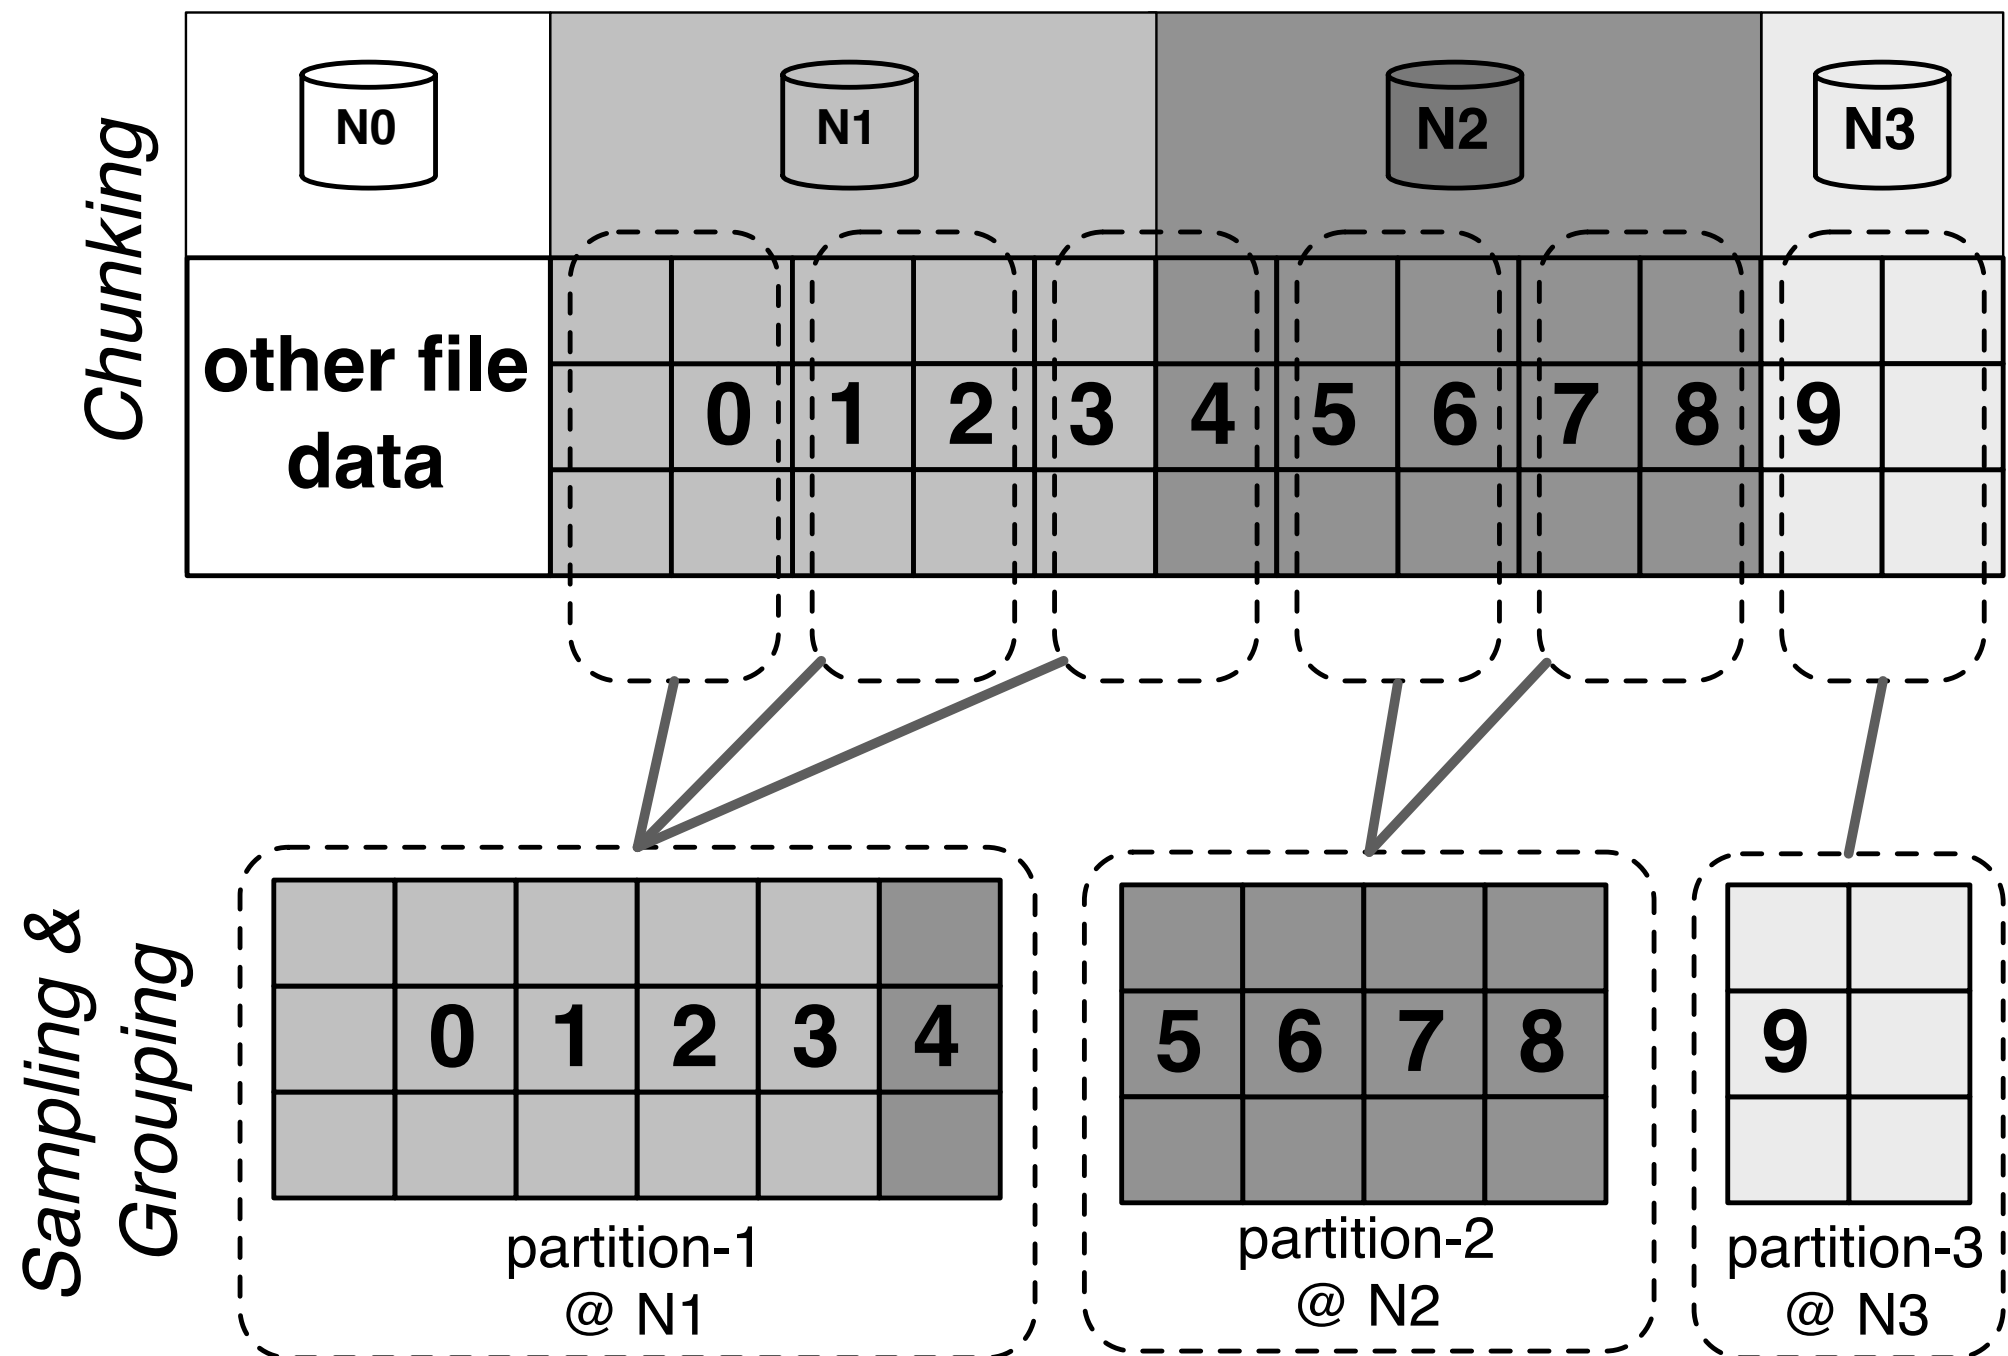 Chunking
N0 N1 N2 N3
other file
data
0 1 2 3 4 5 6 7 8 9
Sampling &
Grouping
0 1 2 3 4
partition-1
@ N1
5 6 7 8
partition-2
@ N2
9
partition-3
@ N3